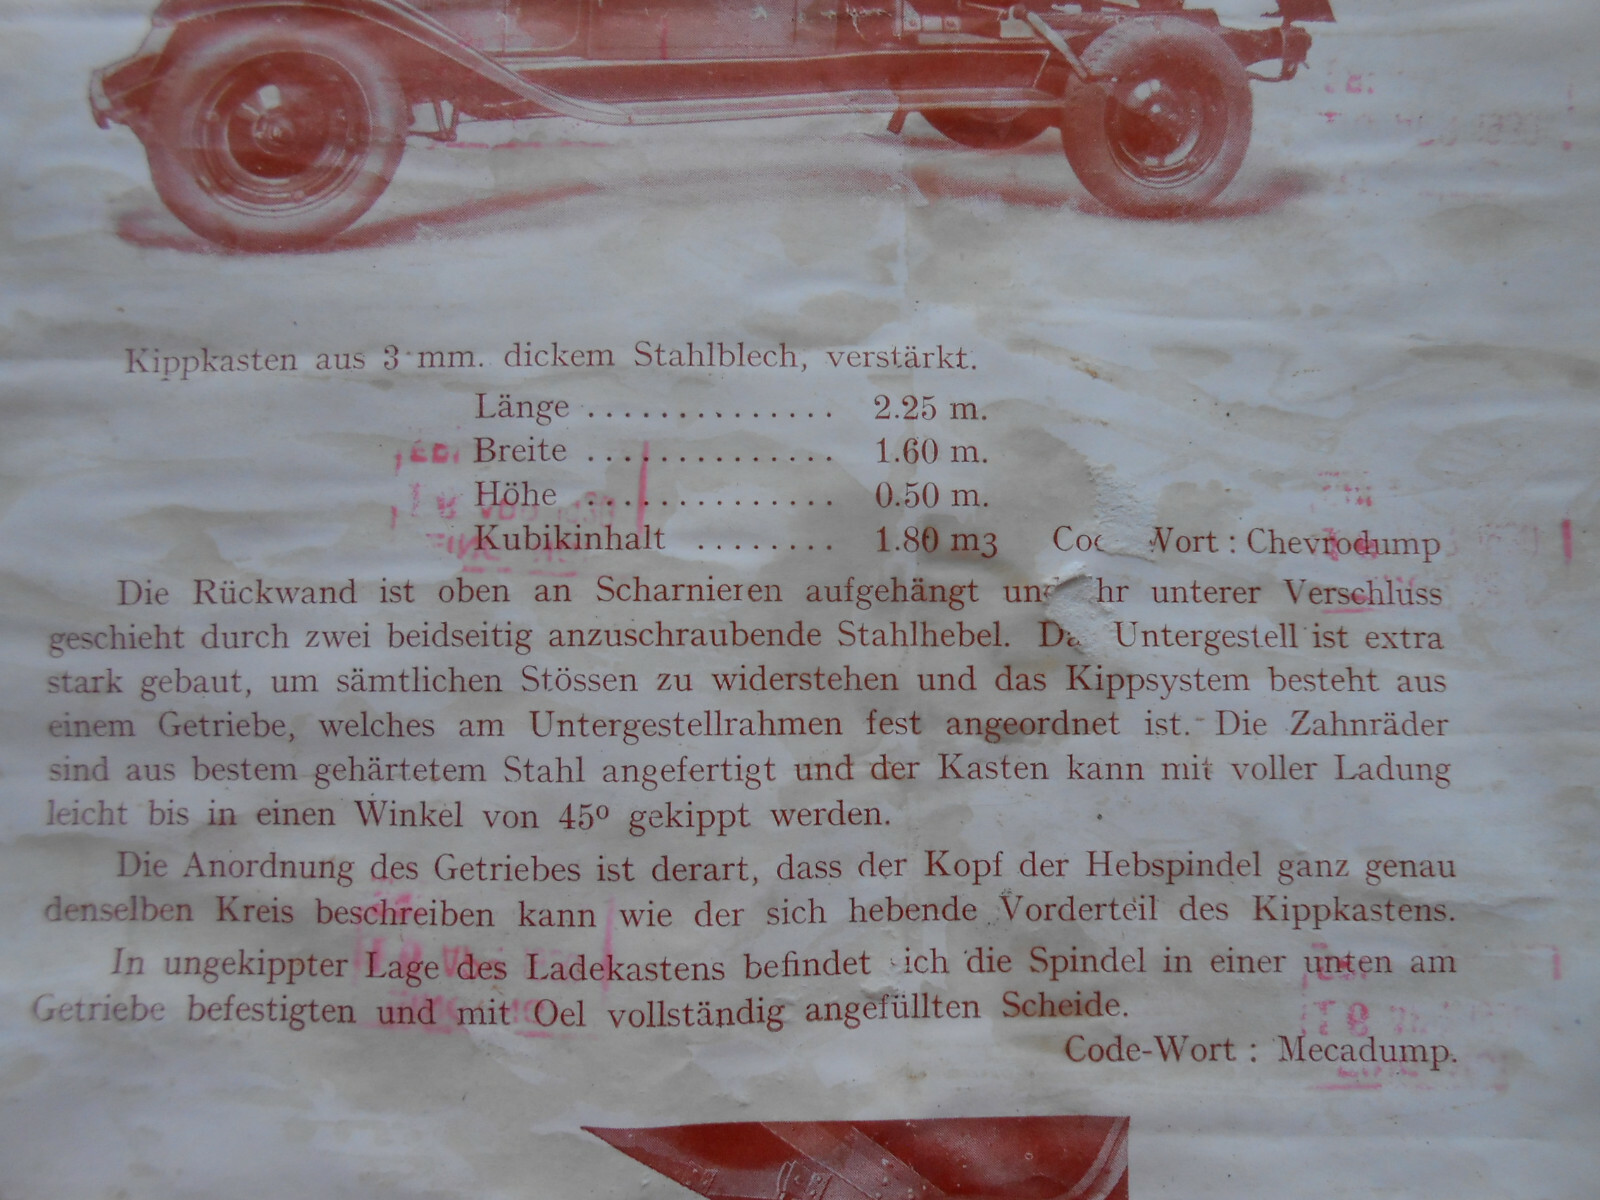 Kippkasten aus 3 mm. dickem Stahlblech, verstärkt.
Länge .............. 2.25 m.
Breite .............. 1.60 m.
Höhe .............. 0.50 m.
Kubikinhalt ........ 1.80 m3 Code-Wort : Chevrodump
Die Rückwand ist oben an Scharnieren aufgehängt und ihr unterer Verschluss
geschieht durch zwei beidseitig anzuschraubende Stahlhebel. Das Untergestell ist extra
stark gebaut, um sämtlichen Stössen zu widerstehen und das Kippsystem besteht aus
einem Getriebe, welches am Untergestellrahmen fest angeordnet ist. Die Zahnräder
sind aus bestem gehärtetem Stahl angefertigt und der Kasten kann mit voller Ladung
leicht bis in einen Winkel von 45º gekippt werden.
Die Anordnung des Getriebes ist derart, dass der Kopf der Hebspindel ganz genau
denselben Kreis beschreiben kann wie der sich hebende Vorderteil des Kippkastens.
In ungekippter Lage des Ladekastens befindet sich die Spindel in einer unten am
Getriebe befestigten und mit Oel vollständig angefüllten Scheide.
Code-Wort : Mecadump.